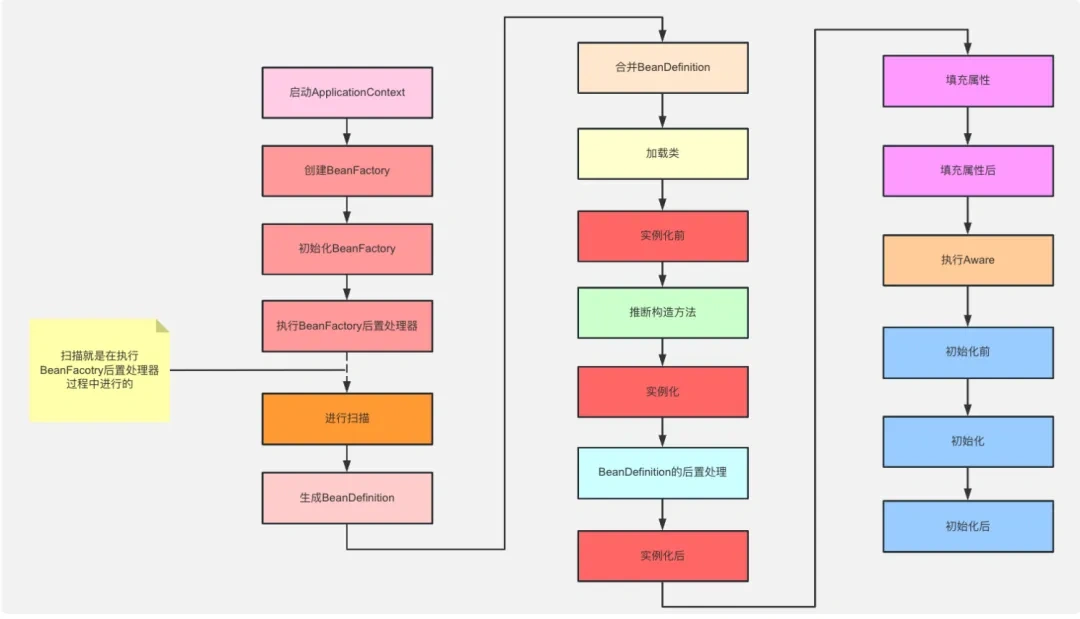 启动ApplicationContext
创建BeanFactory
初始化BeanFactory
执行BeanFactory后置处理器
扫描就是在执行
BeanFacotry后置处理器
过程中进行的
进行扫描
生成BeanDefinition
合并BeanDefinition
加载类
实例化前
推断构造方法
实例化
BeanDefinition的后置处理
实例化后
填充属性
填充属性后
执行Aware
初始化前
初始化
初始化后